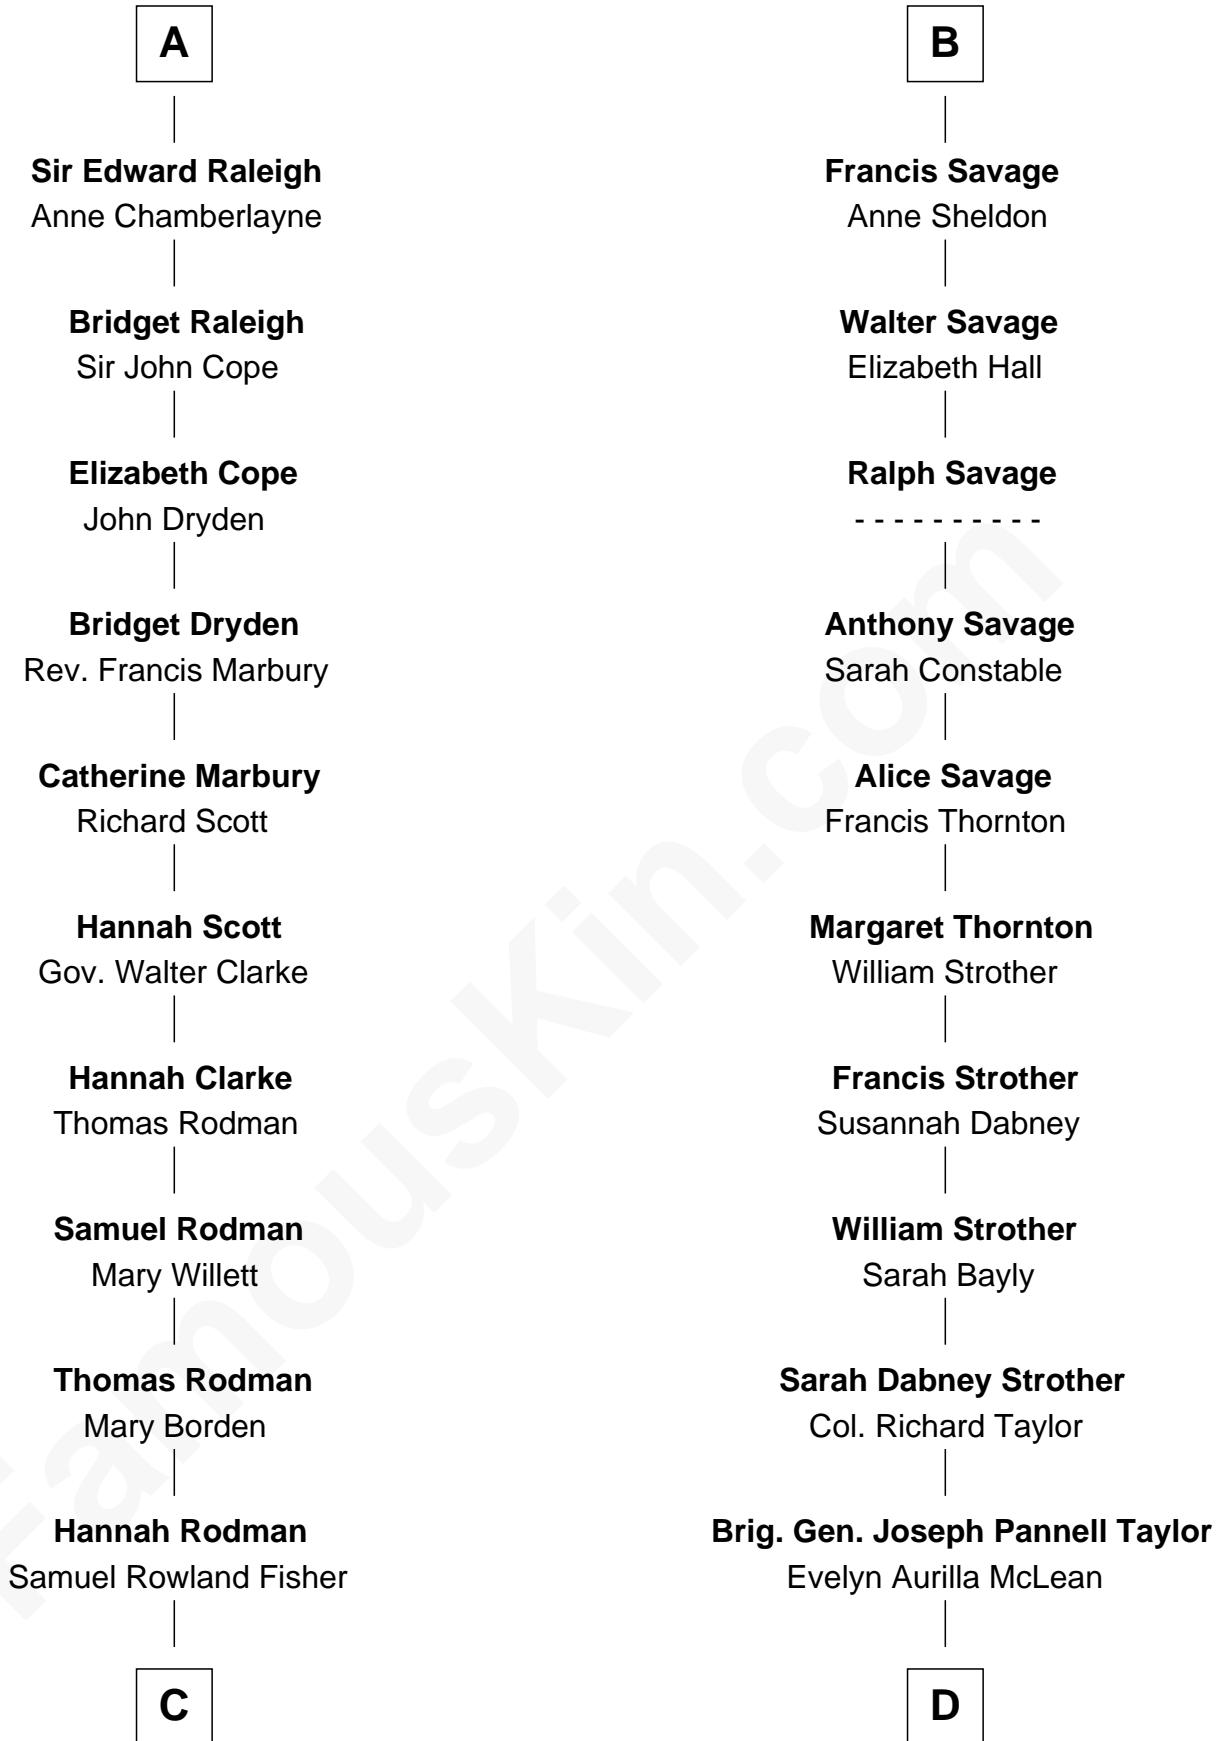 A
Sir Edward Raleigh
Anne Chamberlayne
Bridget Raleigh
Sir John Cope
Elizabeth Cope
John Dryden
Bridget Dryden
Rev. Francis Marbury
Catherine Marbury
Richard Scott
Hannah Scott
Gov. Walter Clarke
Hannah Clarke
Thomas Rodman
Samuel Rodman
Mary Willett
Thomas Rodman
Mary Borden
Hannah Rodman
Samuel Rowland Fisher
C
B
Francis Savage
Anne Sheldon
Walter Savage
Elizabeth Hall
Ralph Savage
- - - - - - - - - -
Anthony Savage
Sarah Constable
Alice Savage
Francis Thornton
Margaret Thornton
William Strother
Francis Strother
Susannah Dabney
William Strother
Sarah Bayly
Sarah Dabney Strother
Col. Richard Taylor
Brig. Gen. Joseph Pannell Taylor
Evelyn Aurilla McLean
D
FamousKin.com